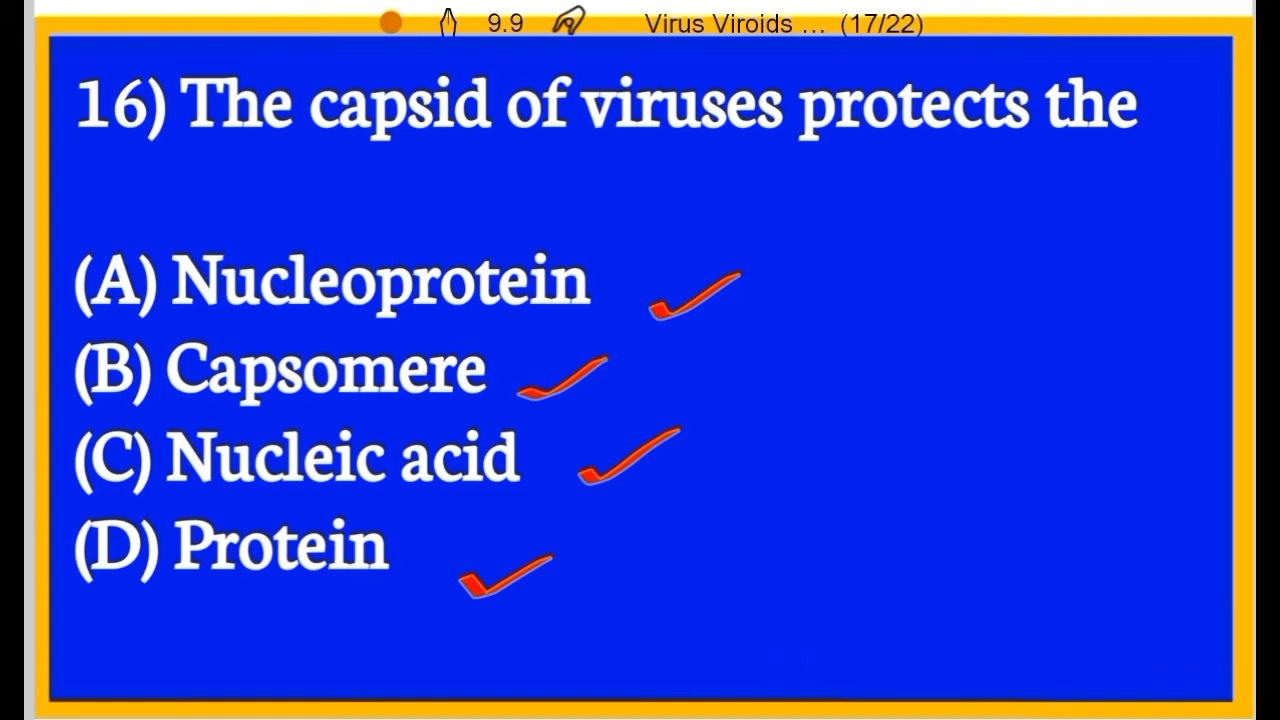 9.9 Virus Viroids ... (17/22)
16) The capsid of viruses protects the
(A) Nucleoprotein
(B) Capsomere
(C) Nucleic acid
(D) Protein